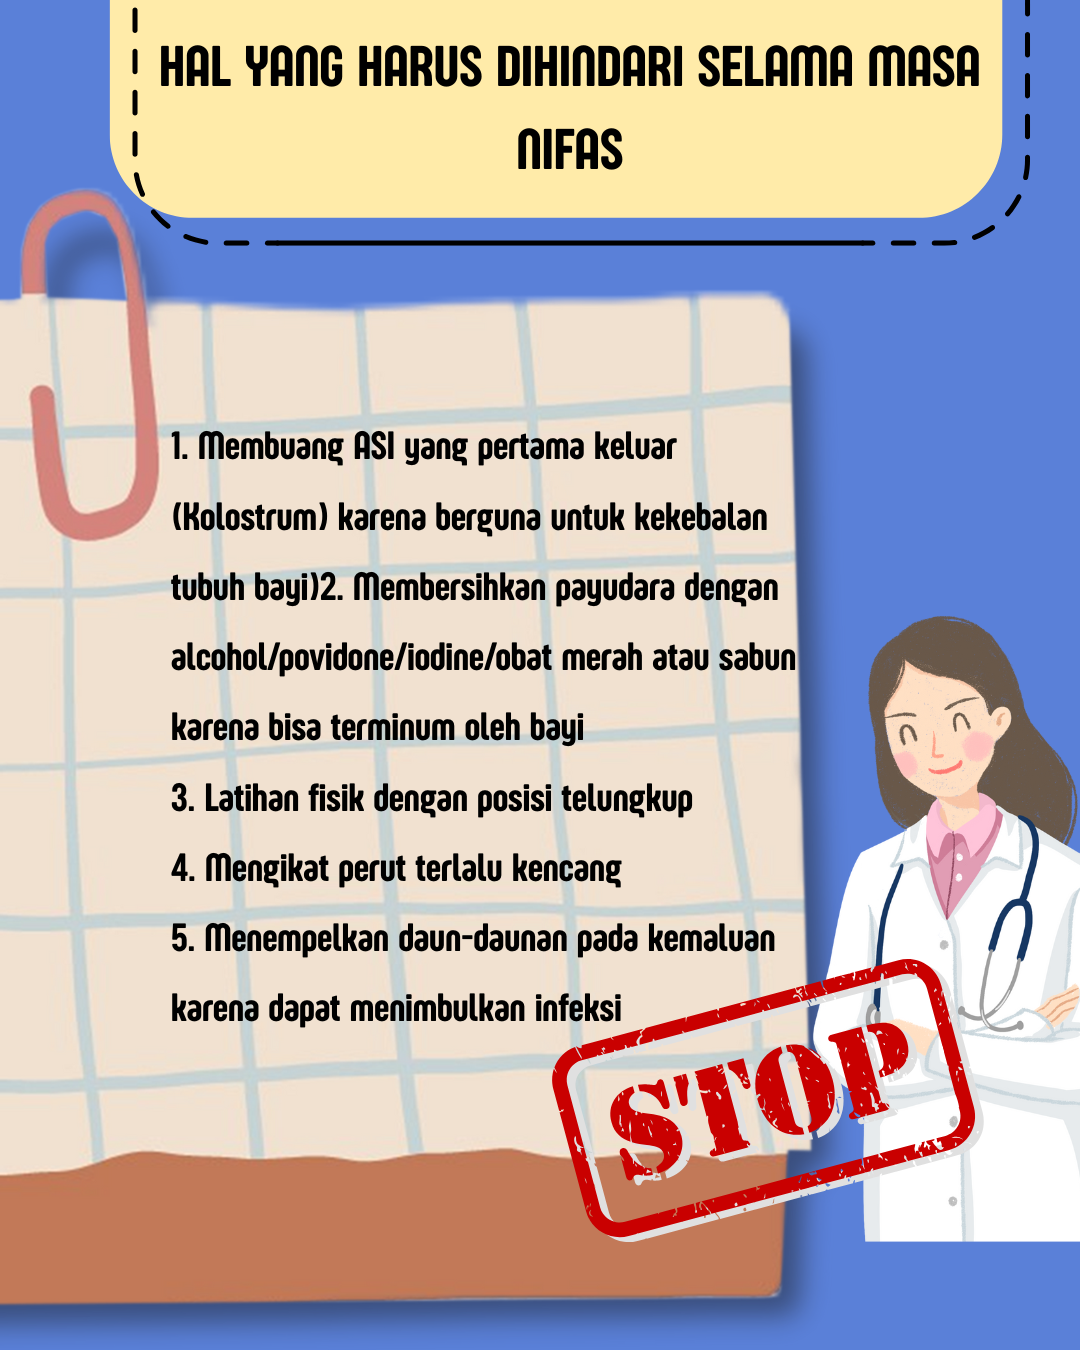 HAL YANG HARUS DIHINDARI SELAMA MASA
NIFAS
1. Membuang ASI yang pertama keluar
(Kolostrum) karena berguna untuk kekebalan
tubuh bayi)2. Membersihkan payudara dengan
alcohol/povidone/iodine/obat merah atau sabun
karena bisa terminum oleh bayi
3. Latihan fisik dengan posisi telungkup
4. Mengikat perut terlalu kencang
5. Menempelkan daun-daunan pada kemaluan
karena dapat menimbulkan infeksi
STOP